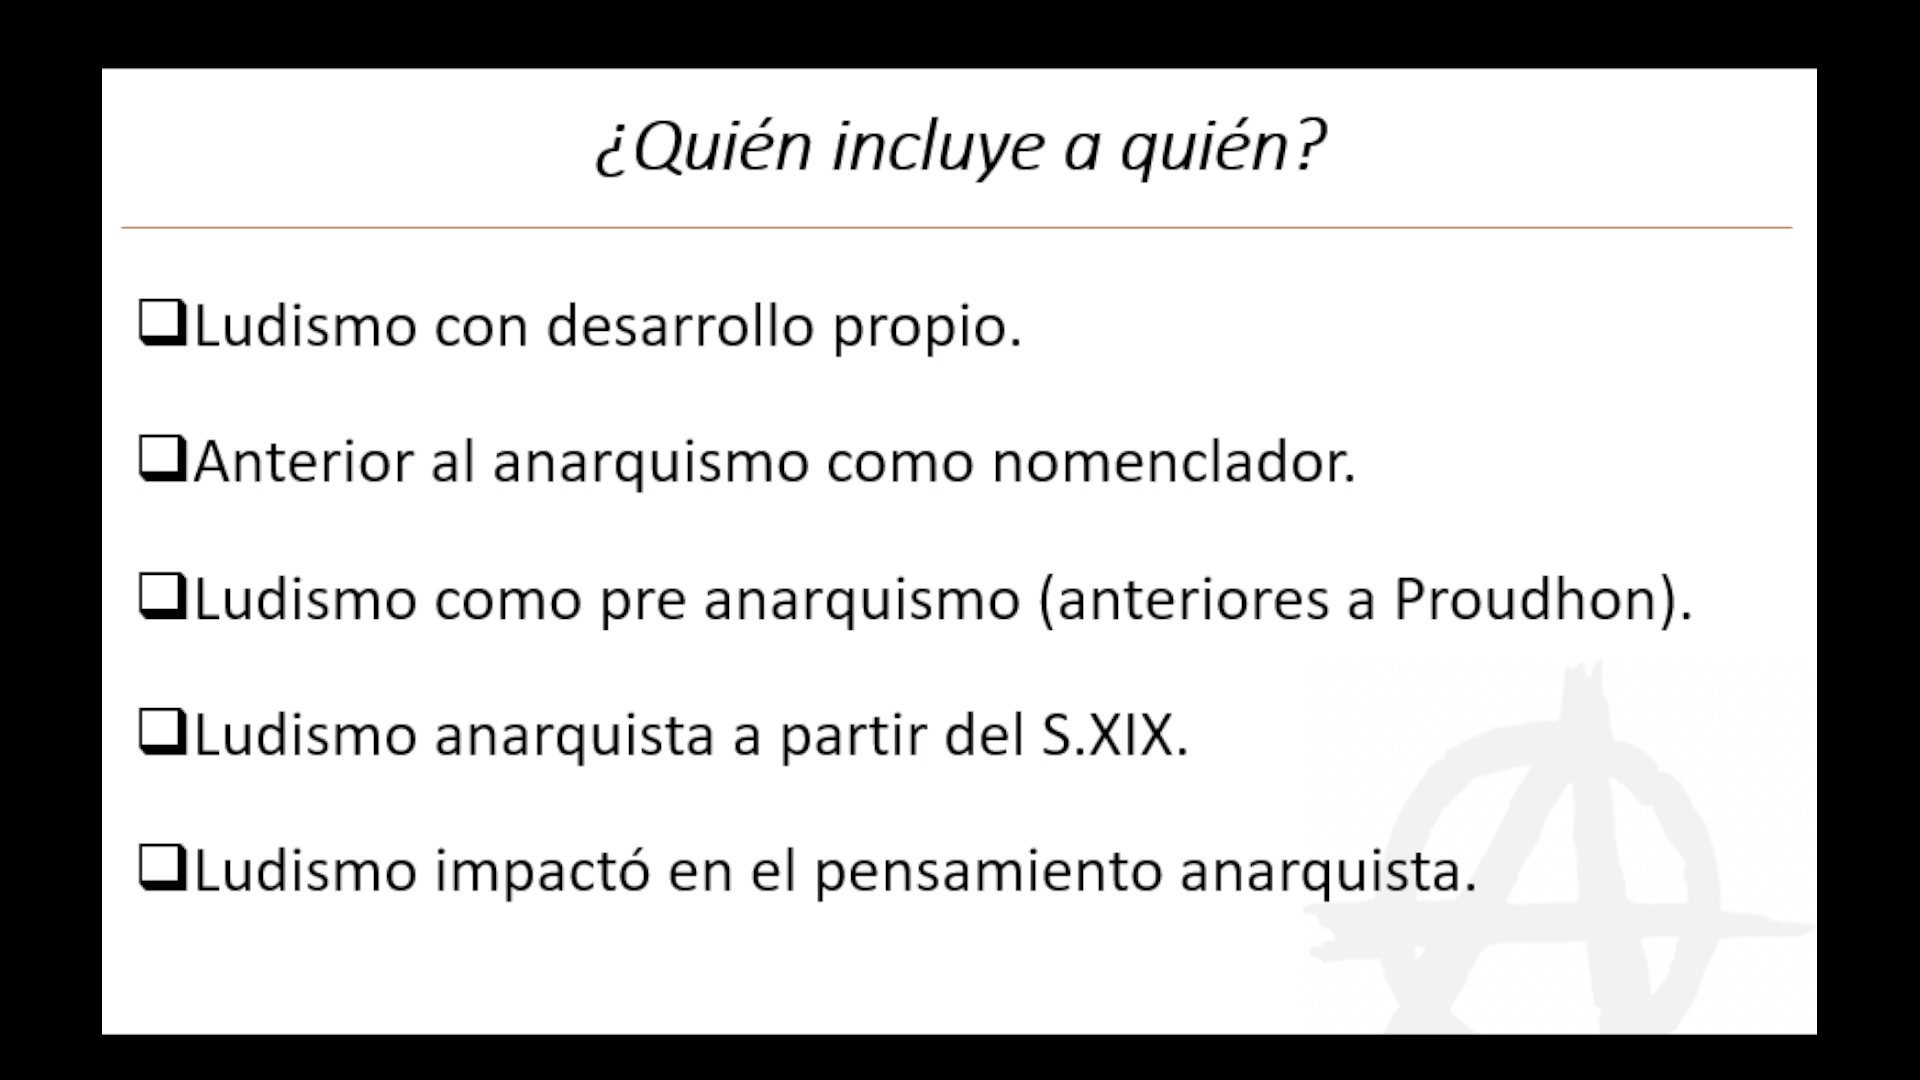 ¿Quién incluye a quién?
Ludismo con desarrollo propio.
Anterior al anarquismo como nomenclador.
Ludismo como pre anarquismo (anteriores a Proudhon).
Ludismo anarquista a partir del S.XIX.
Ludismo impactó en el pensamiento anarquista.